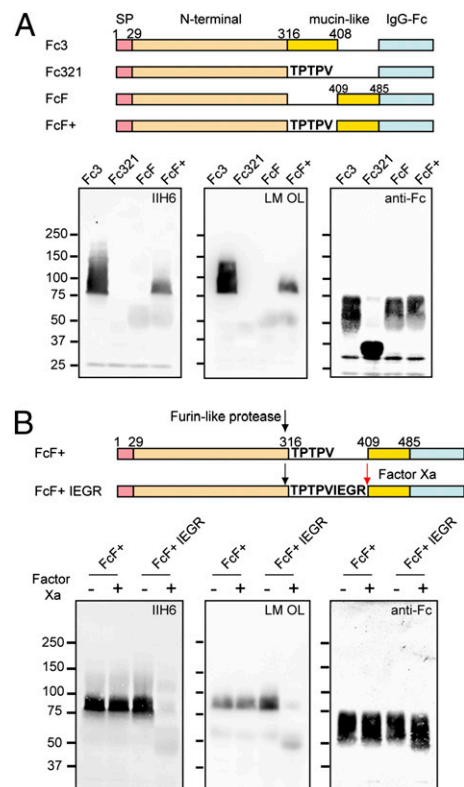 A
SP N-terminal mucin-like IgG-Fc
1 29 316 408
Fc3
Fc321 TPTPV
409 485
FcF
FcF+ TPTPV
Fc3 Fc321 FcF FcF+ Fc3 Fc321 FcF FcF+ Fc3 Fc321 FcF FcF+
IIH6 LM OL anti-Fc
250
150
100
75
50
37
25
B
Furin-like protease
1 29 316 409 485
FcF+ TPTPV
Factor Xa
FcF+ IEGR TPTPVIEGR
FcF+ FcF+ IEGR FcF+ FcF+ IEGR FcF+ FcF+ IEGR
Factor
Xa - + - + - + - + - + - +
IIH6 LM OL anti-Fc
250
150
100
75
50
37